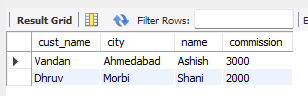 Result Grid Filter Rows: E
cust_name city name commission
Vandan Ahmedabad Ashish 3000
Dhruv Morbi Shani 2000